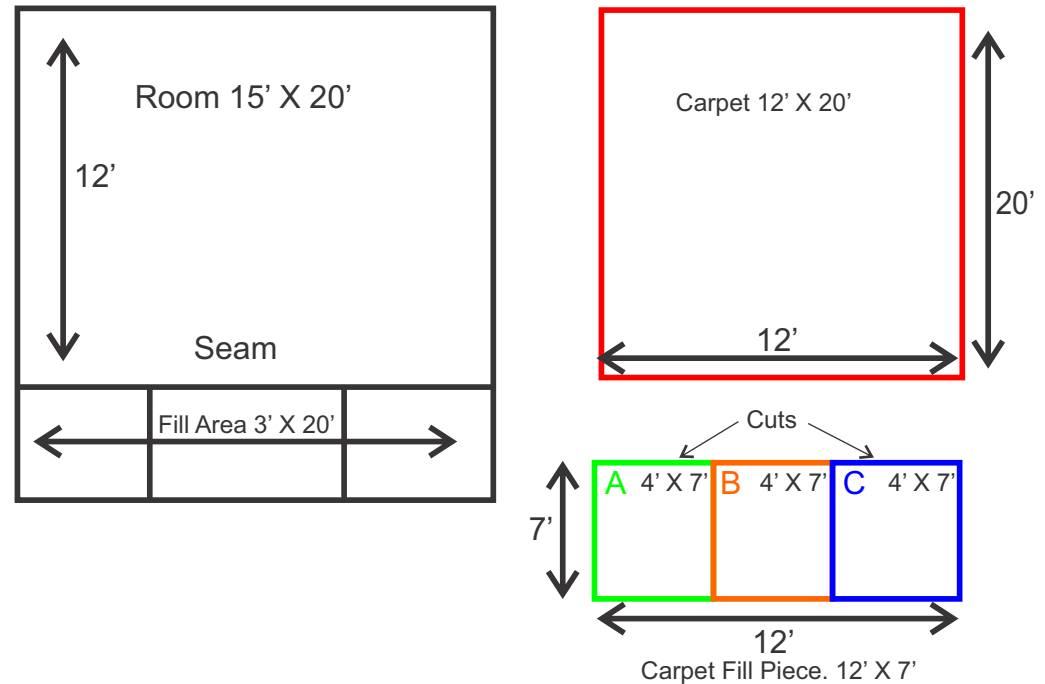 Room 15’ X 20’
12’
Seam
Fill Area 3’ X 20’
Carpet 12’ X 20’
20’
12’
Cuts
A 4’ X 7’ B 4’ X 7’ C 4’ X 7’
7’
12’
Carpet Fill Piece. 12’ X 7’